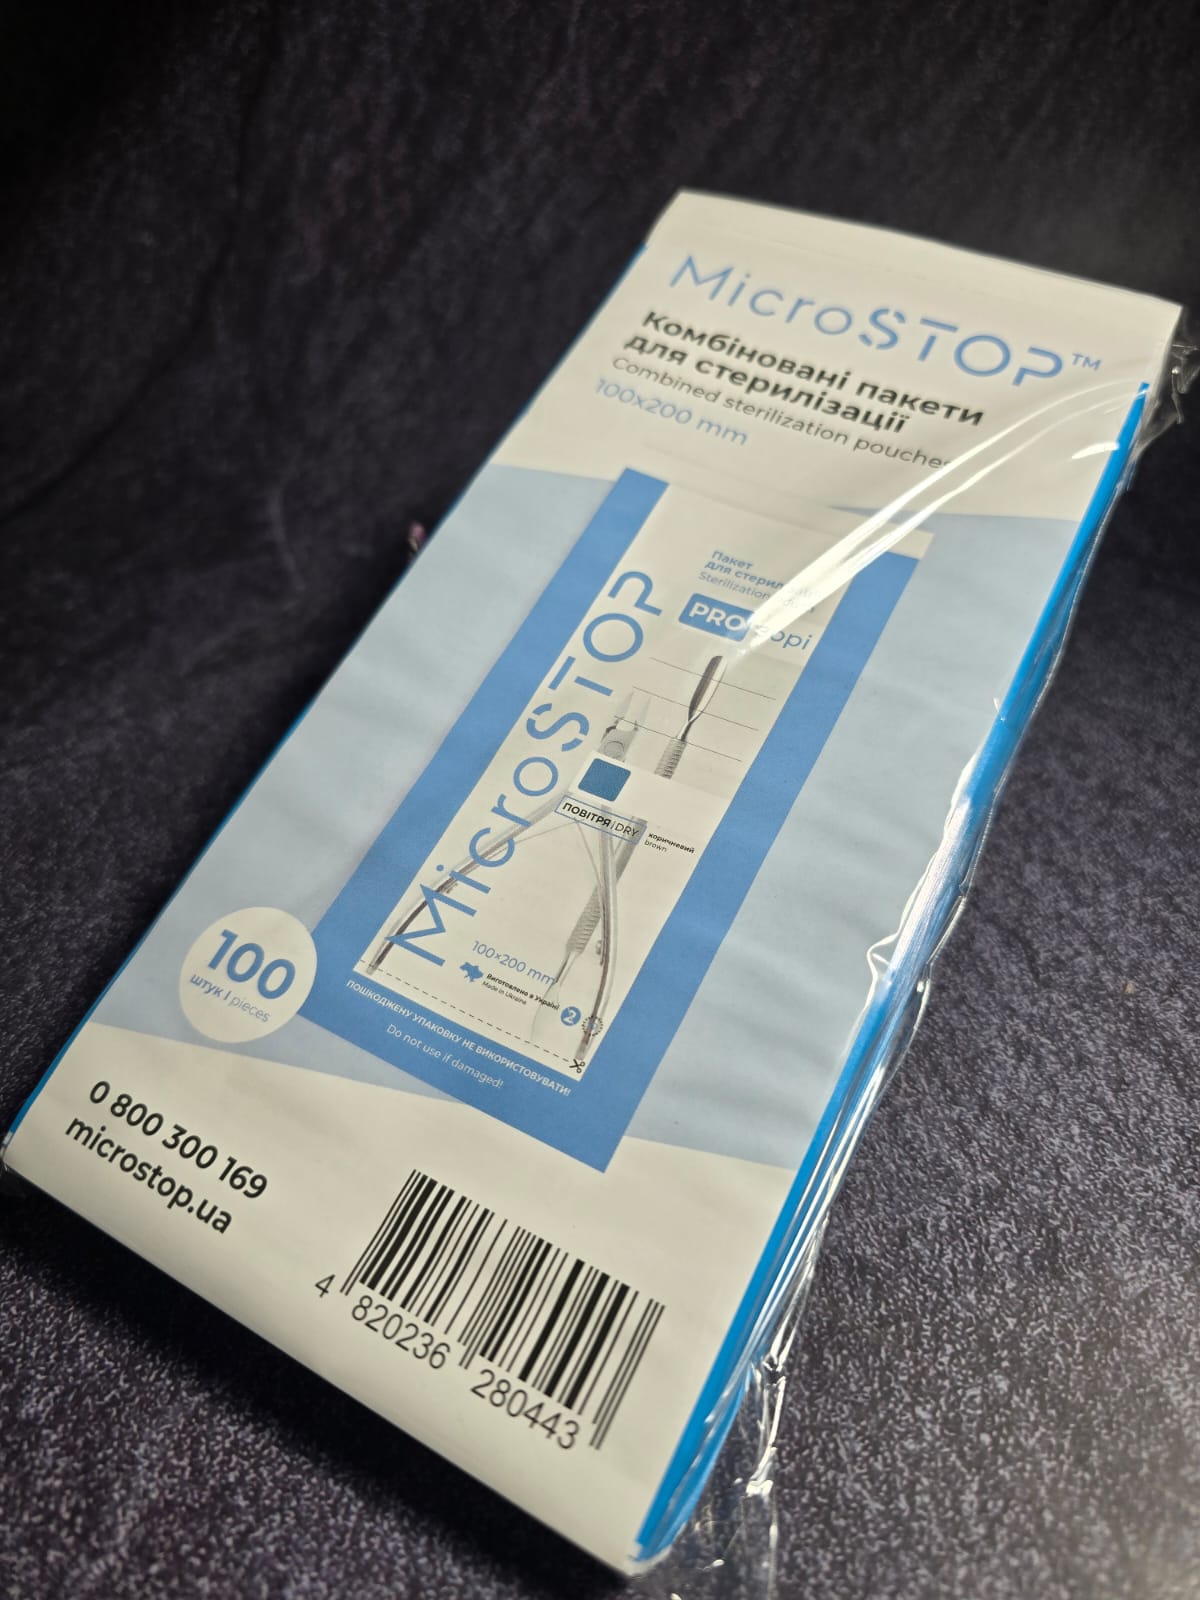 MicroSTOP™
Комбіновані пакети
для стерилізації
Combined sterilization pouches
100x200 mm
Пакет
для стерилізації
Sterilization
PRO
MicroSTOP
ПОВІТРЯ/DRY
коричневий
brown
100×200 mm
Виготовлено в Україні
Made in Ukraine
2
ПОШКОДЖЕНУ УПАКОВКУ НЕ ВИКОРИСТОВУВАТИ!
Do not use if damaged!
100
штук | pieces
0 800 300 169
microstop.ua
4 820236 280443